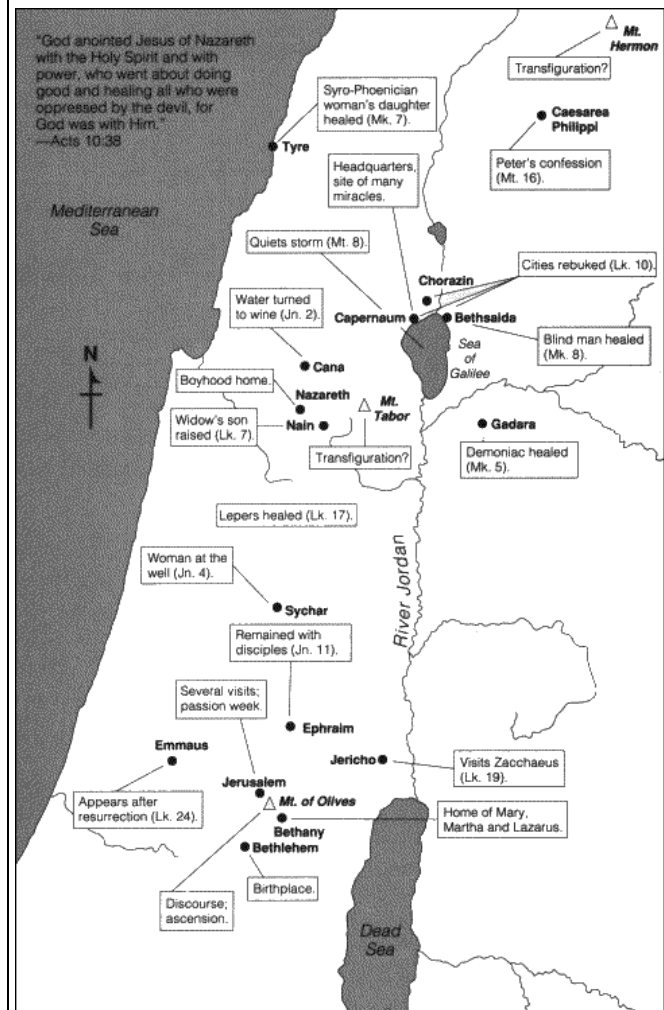 "God anointed Jesus of Nazareth
with the Holy Spirit and with
power, who went about doing
good and healing all who were
oppressed by the devil, for
God was with Him."
—Acts 10:38
Mt.
Hermon
Transfiguration?
Syro-Phoenician
woman's daughter
healed (Mk. 7).
Tyre
Caesarea
Philippi
Peter's confession
(Mt. 16).
Headquarters,
site of many
miracles.
Mediterranean
Sea
Quiets storm (Mt. 8).
Cities rebuked (Lk. 10).
Chorazin
Water turned
to wine (Jn. 2).
Capernaum
Bethsaida
Blind man healed
(Mk. 8).
Sea
of
Galilee
N
Cana
Boyhood home.
Nazareth
Mt.
Tabor
Widow's son
raised (Lk. 7).
Nain
Gadara
Transfiguration?
Demoniac healed
(Mk. 5).
Lepers healed (Lk. 17).
River Jordan
Woman at the
well (Jn. 4).
Sychar
Remained with
disciples (Jn. 11).
Several visits;
passion week.
Ephraim
Emmaus
Jericho
Visits Zacchaeus
(Lk. 19).
Jerusalem
Mt. of Olives
Appears after
resurrection (Lk. 24).
Bethany
Home of Mary,
Martha and Lazarus.
Bethlehem
Birthplace.
Discourse;
ascension.
Dead
Sea